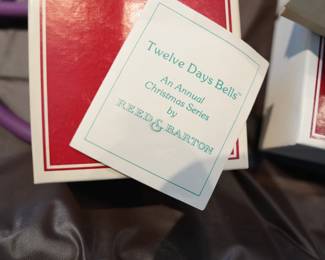 Twelve Days Bells™
An Annual
Christmas Series
by
REED & BARTON